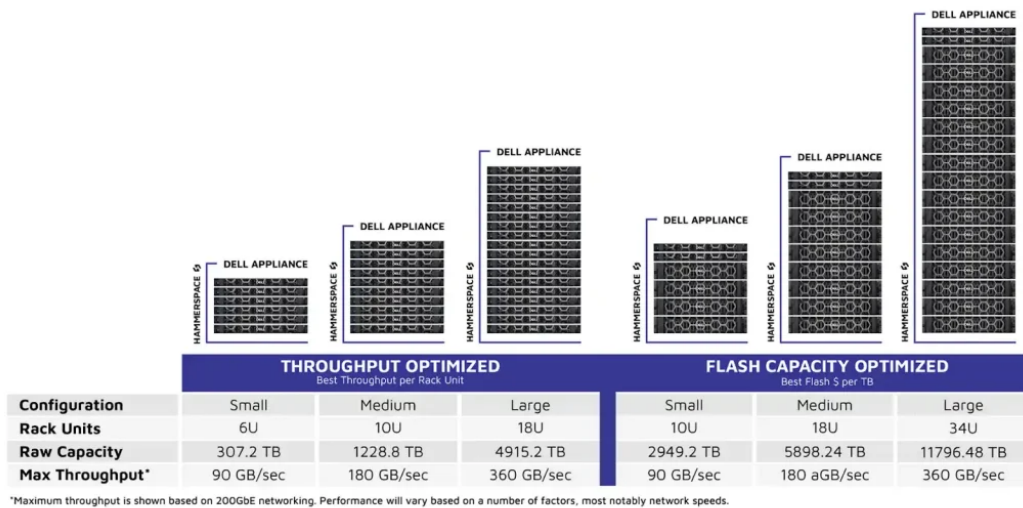 DELL APPLIANCE
DELL APPLIANCE
DELL APPLIANCE
DELL APPLIANCE
DELL APPLIANCE
DELL APPLIANCE
HAMMERSPACE
HAMMERSPACE
HAMMERSPACE
HAMMERSPACE
HAMMERSPACE
HAMMERSPACE
THROUGHPUT OPTIMIZED FLASH CAPACITY OPTIMIZED
Best Throughput per Rack Unit Best Flash $ per TB
Configuration Small Medium Large Small Medium Large
Rack Units 6U 10U 18U 10U 18U 34U
Raw Capacity 307.2 TB 1228.8 TB 4915.2 TB 2949.2 TB 5898.24 TB 11796.48 TB
Max Throughput* 90 GB/sec 180 GB/sec 360 GB/sec 90 GB/sec 180 aGB/sec 360 GB/sec
*Maximum throughput is shown based on 200GbE networking. Performance will vary based on a number of factors, most notably network speeds.